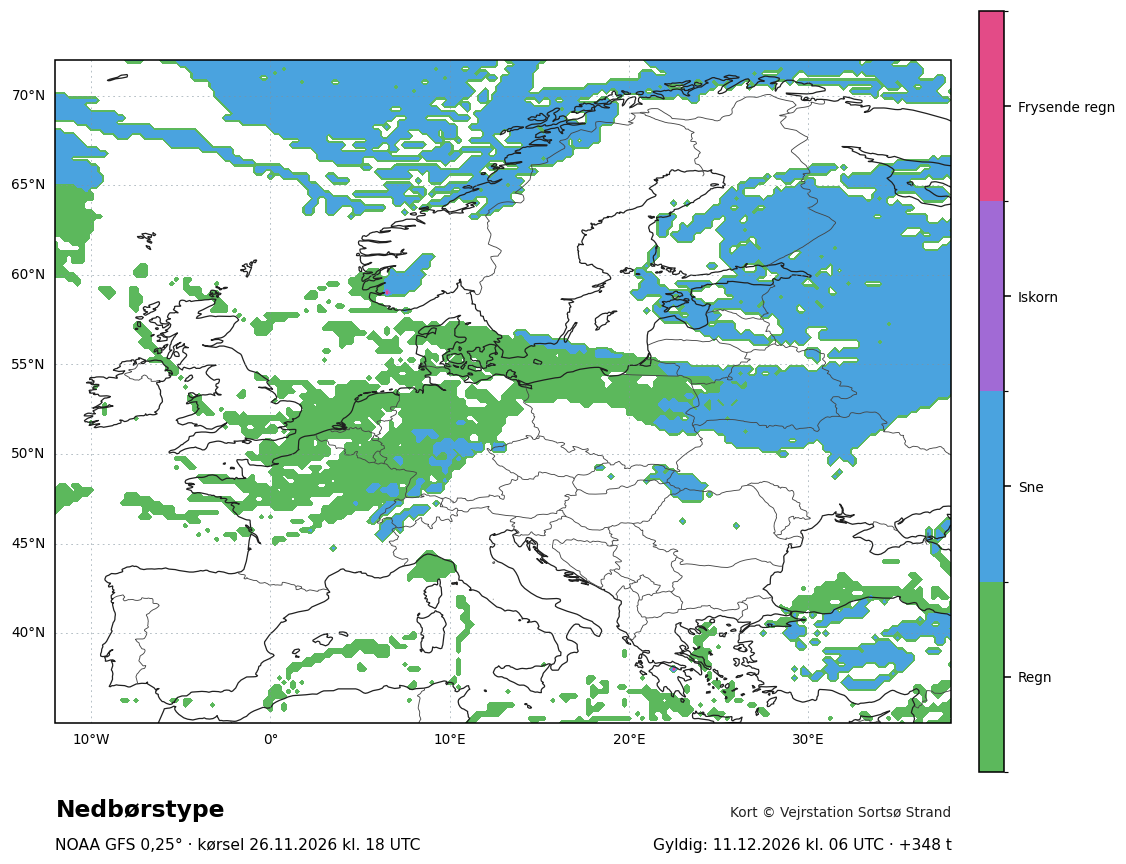 70°N
65°N
60°N
55°N
50°N
45°N
40°N
10°W
0°
10°E
20°E
30°E
Frysende regn
Iskorn
Sne
Regn
Nedbørstype
Kort © Vejrstation Sortsø Strand
NOAA GFS 0,25° · kørsel 26.11.2026 kl. 18 UTC
Gyldig: 11.12.2026 kl. 06 UTC · +348 t